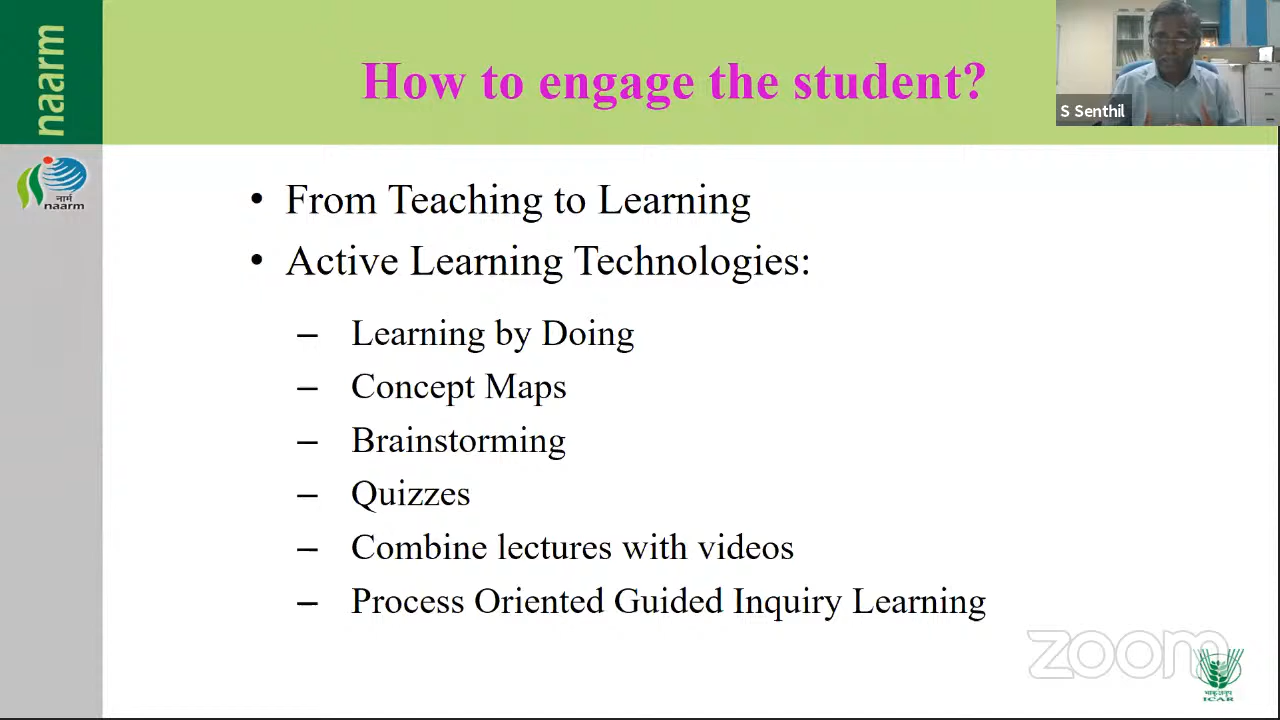 naarm
How to engage the student?
S Senthil
नार्म
naarm
• From Teaching to Learning
• Active Learning Technologies:
– Learning by Doing
– Concept Maps
– Brainstorming
– Quizzes
– Combine lectures with videos
– Process Oriented Guided Inquiry Learning
zoom
भाकृअनुप
ICAR